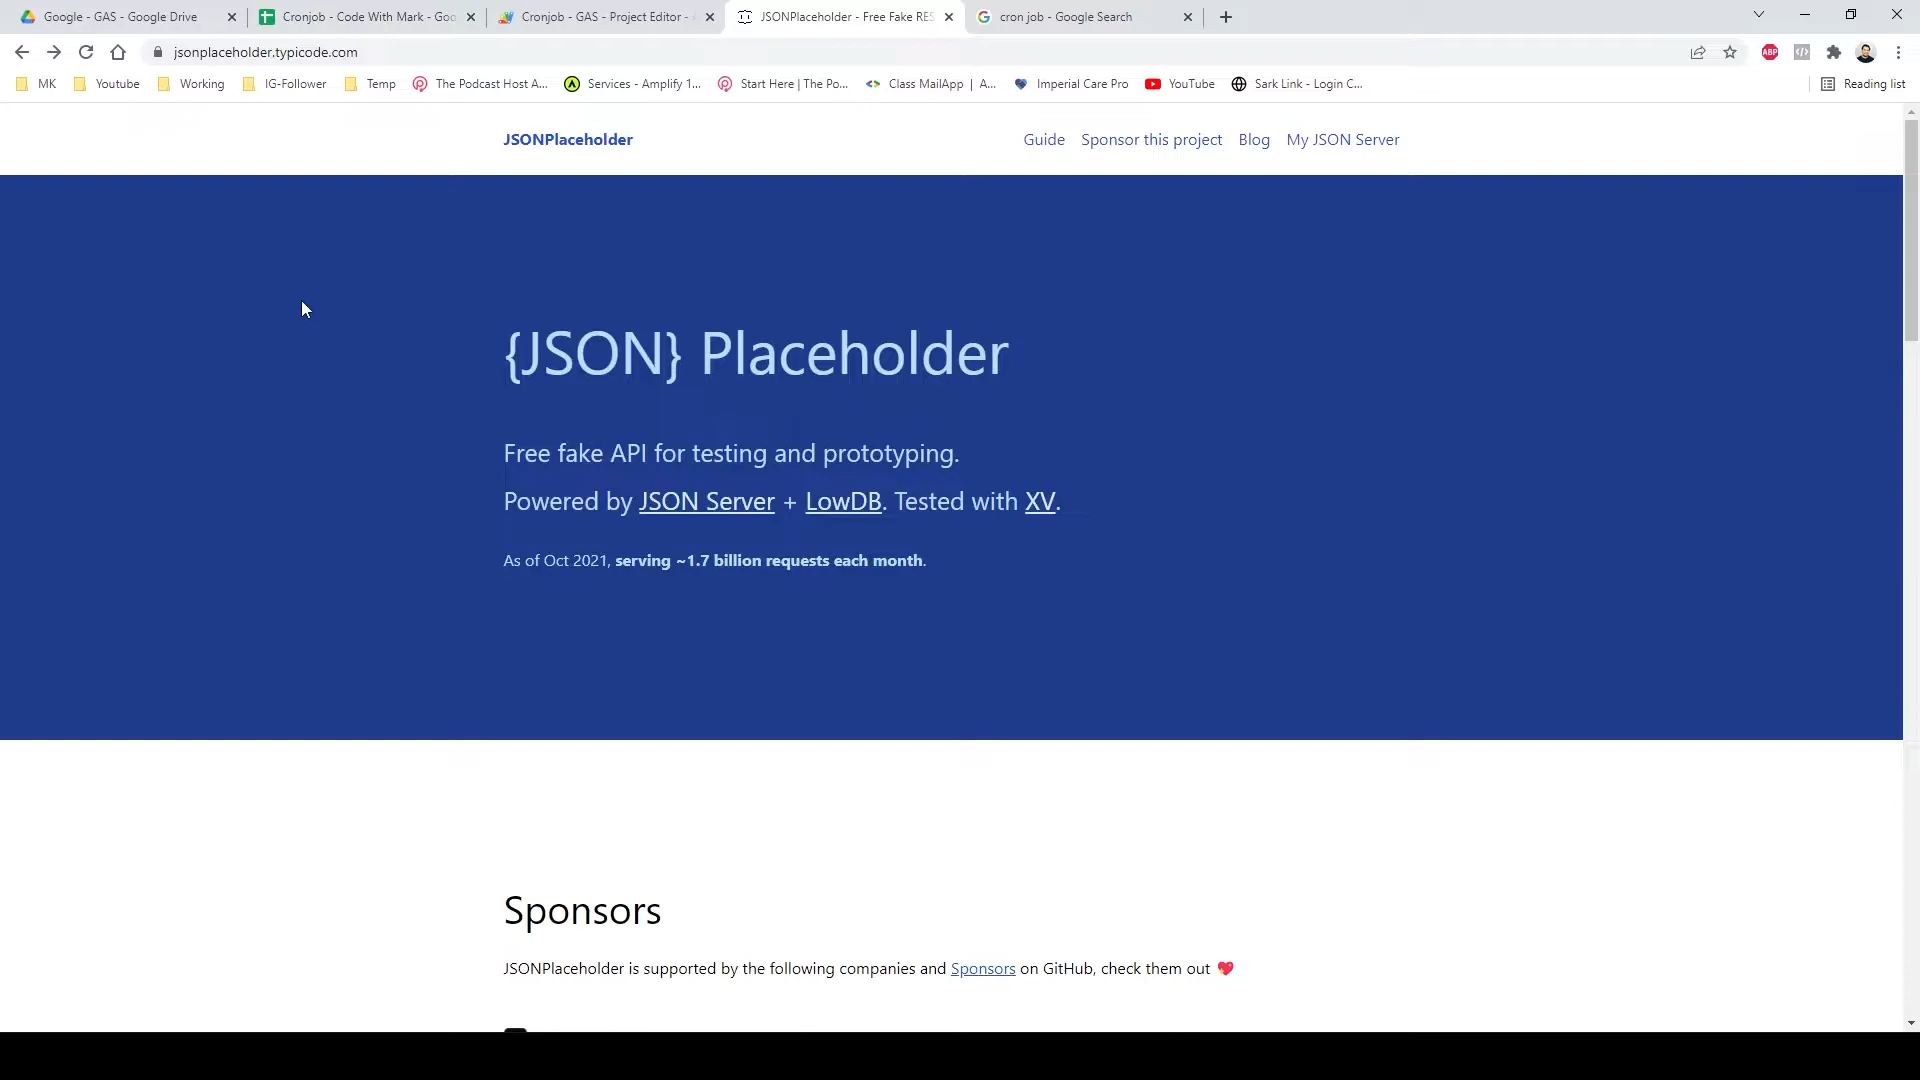 Google - GAS - Google Drive
Cronjob - Code With Mark - Goo
Cronjob - GAS - Project Editor -
JSONPlaceholder - Free Fake RES
cron job - Google Search
jsonplaceholder.typicode.com
ABP
MK
Youtube
Working
IG-Follower
Temp
The Podcast Host A...
Services - Amplify 1...
Start Here | The Po...
Class MailApp | A...
Imperial Care Pro
YouTube
Sark Link - Login C...
Reading list
JSONPlaceholder
Guide
Sponsor this project
Blog
My JSON Server
{JSON} Placeholder
Free fake API for testing and prototyping.
Powered by JSON Server + LowDB. Tested with XV.
As of Oct 2021, serving ~1.7 billion requests each month.
Sponsors
JSONPlaceholder is supported by the following companies and Sponsors on GitHub, check them out 💖